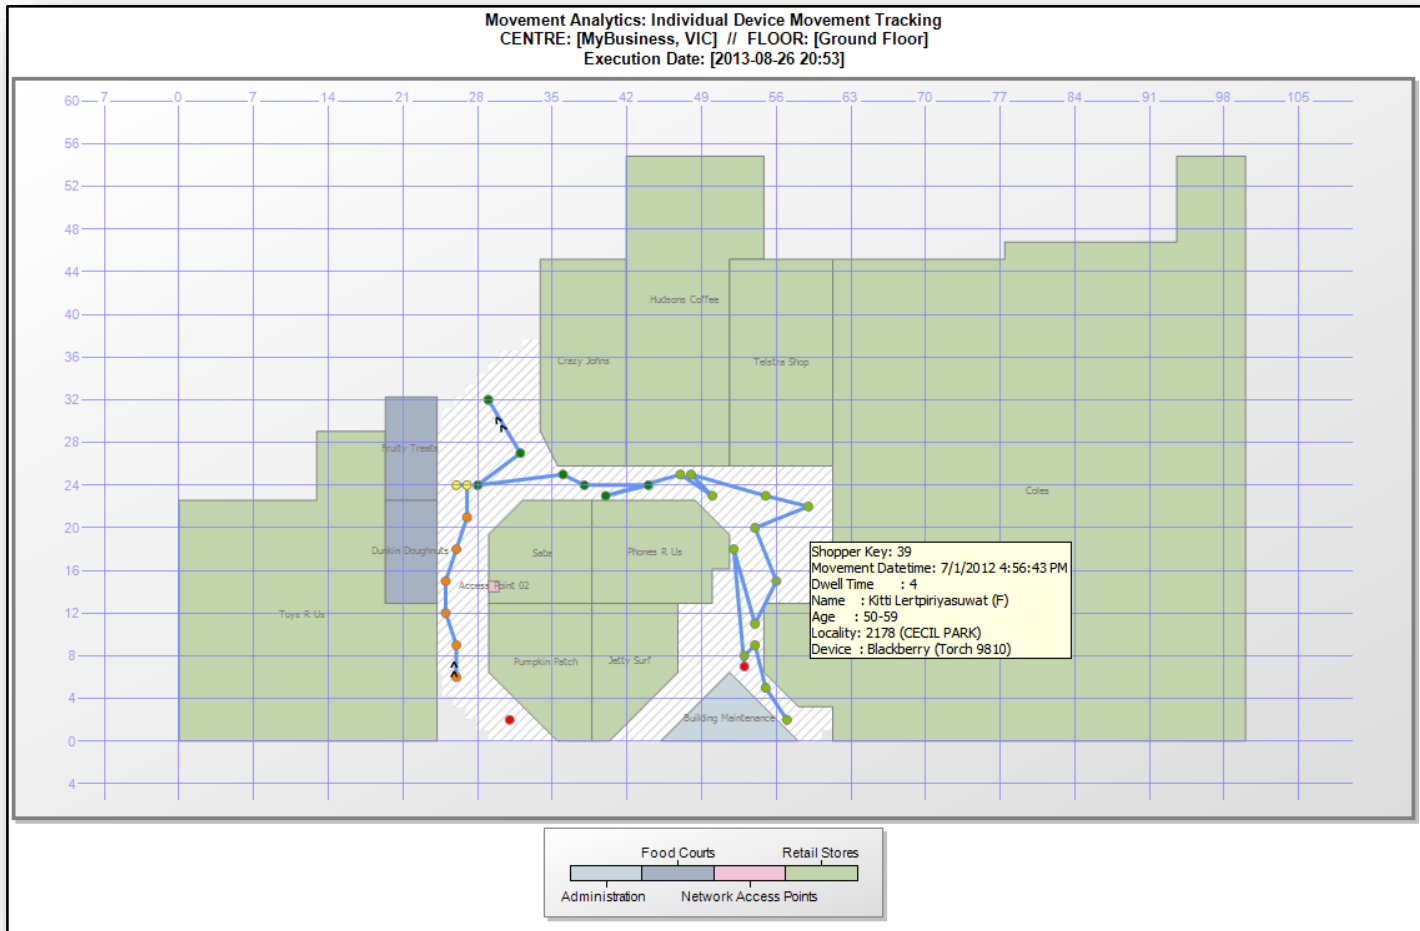 Movement Analytics: Individual Device Movement Tracking
CENTRE: [MyBusiness, VIC] // FLOOR: [Ground Floor]
Execution Date: [2013-08-26 20:53]
60 7 0 7 14 21 28 35 42 49 56 63 70 77 84 91 98 105
56
52
48
44
Hudsons Coffee
40
36
Crazy Johns
Telstra Shop
32
28
Fruity Treats
24
Coles
20
Dunkin Doughnuts
Saba
Phones R Us
16
Access Point 02
12
Toys R Us
8
Pumpkin Patch
Jetty Surf
4
Building Maintenance
0
4
Shopper Key: 39
Movement Datetime: 7/1/2012 4:56:43 PM
Dwell Time : 4
Name : Kitti Lertpiriyasuwat (F)
Age : 50-59
Locality: 2178 (CECIL PARK)
Device : Blackberry (Torch 9810)
Food Courts Retail Stores
Administration Network Access Points